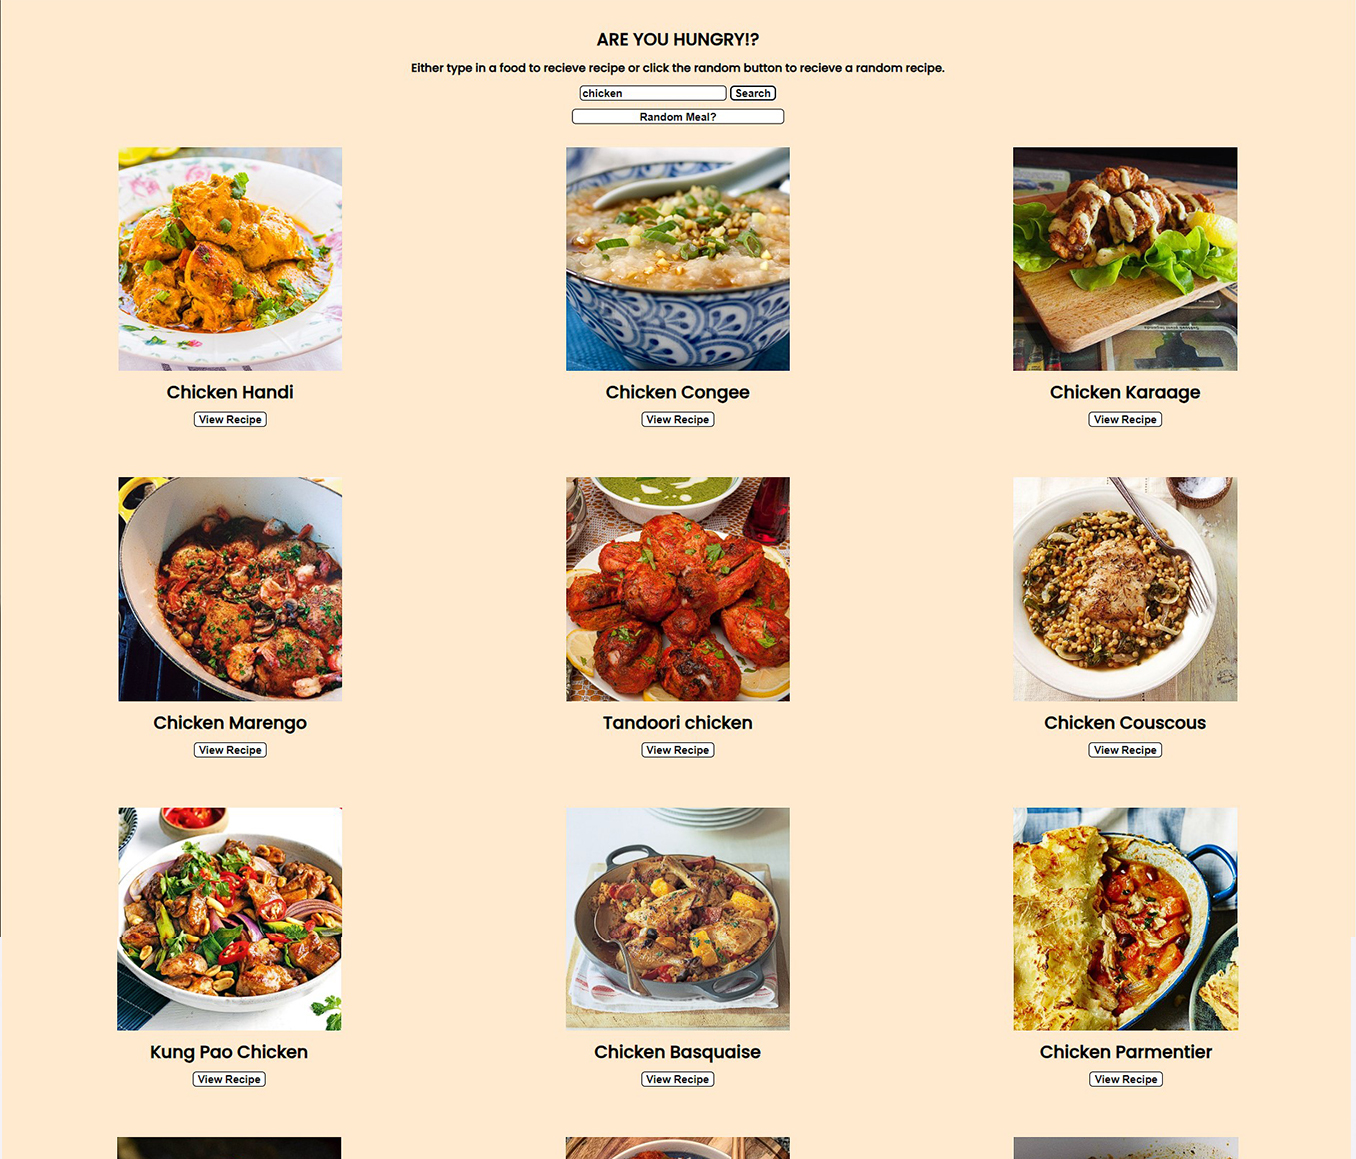 ARE YOU HUNGRY!?
Either type in a food to recieve recipe or click the random button to recieve a random recipe.
chicken Search
Random Meal?
Chicken Handi
View Recipe
Chicken Congee
View Recipe
Chicken Karaage
View Recipe
Chicken Marengo
View Recipe
Tandoori chicken
View Recipe
Chicken Couscous
View Recipe
Kung Pao Chicken
View Recipe
Chicken Basquaise
View Recipe
Chicken Parmentier
View Recipe